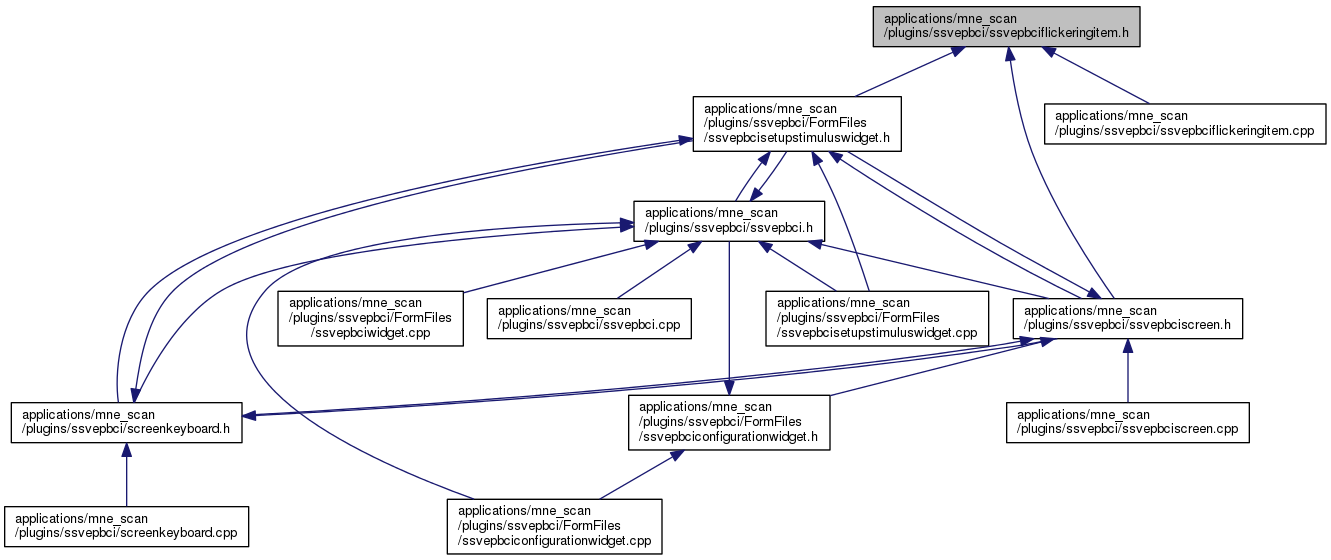 applications/mne_scan
/plugins/ssvepbci/ssvepbciflickeringitem.h
applications/mne_scan
/plugins/ssvepbci/FormFiles
/ssvepbcisetupstimuluswidget.h
applications/mne_scan
/plugins/ssvepbci/ssvepbciflickeringitem.cpp
applications/mne_scan
/plugins/ssvepbci/ssvepbci.h
applications/mne_scan
/plugins/ssvepbci/FormFiles
/ssvepbciwidget.cpp
applications/mne_scan
/plugins/ssvepbci/ssvepbci.cpp
applications/mne_scan
/plugins/ssvepbci/FormFiles
/ssvepbcisetupstimuluswidget.cpp
applications/mne_scan
/plugins/ssvepbci/ssvepbciscreen.h
applications/mne_scan
/plugins/ssvepbci/screenkeyboard.h
applications/mne_scan
/plugins/ssvepbci/FormFiles
/ssvepbciconfigurationwidget.h
applications/mne_scan
/plugins/ssvepbci/ssvepbciscreen.cpp
applications/mne_scan
/plugins/ssvepbci/screenkeyboard.cpp
applications/mne_scan
/plugins/ssvepbci/FormFiles
/ssvepbciconfigurationwidget.cpp